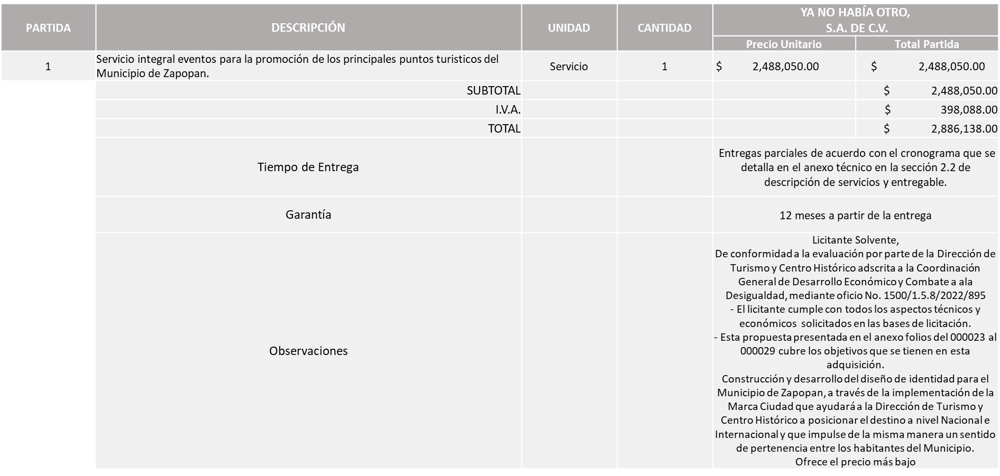 PARTIDA
DESCRIPCIÓN
UNIDAD
CANTIDAD
YA NO HABÍA OTRO,
S.A. DE C.V.
Precio Unitario
Total Partida
1
Servicio integral eventos para la promoción de los principales puntos turisticos del
Municipio de Zapopan.
Servicio
1
$ 2,488,050.00
$ 2,488,050.00
SUBTOTAL
$ 2,488,050.00
I.V.A.
$ 398,088.00
TOTAL
$ 2,886,138.00
Tiempo de Entrega
Entregas parciales de acuerdo con el cronograma que se
detalla en el anexo técnico en la sección 2.2 de
descripción de servicios y entregable.
Garantía
12 meses a partir de la entrega
Observaciones
Licitante Solvente,
De conformidad a la evaluación por parte de la Dirección de
Turismo y Centro Histórico adscrita a la Coordinación
General de Desarrollo Económico y Combate a ala
Desigualdad, mediante oficio No. 1500/1.5.8/2022/895
- El licitante cumple con todos los aspectos técnicos y
económicos solicitados en las bases de licitación.
- Esta propuesta presentada en el anexo folios del 000023 al
000029 cubre los objetivos que se tienen en esta
adquisición.
Construcción y desarrollo del diseño de identidad para el
Municipio de Zapopan, a través de la implementación de la
Marca Ciudad que ayudará a la Dirección de Turismo y
Centro Histórico a posicionar el destino a nivel Nacional e
Internacional y que impulse de la misma manera un sentido
de pertenencia entre los habitantes del Municipio.
Ofrece el precio más bajo